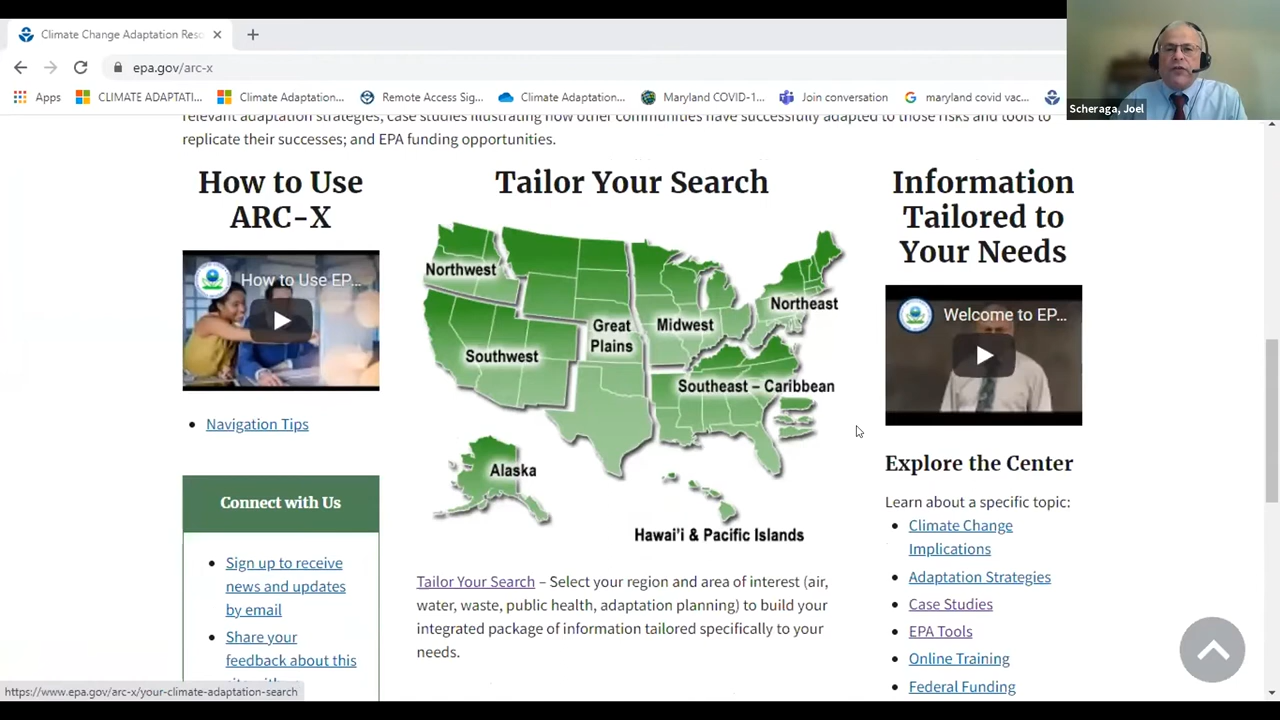 Climate Change Adaptation Reso
epa.gov/arc-x
Apps
CLIMATE ADAPTATI...
Climate Adaptation...
Remote Access Sig...
Climate Adaptation...
Maryland COVID-1...
Join conversation
maryland covid vac...
Scheraga, Joel
relevant adaptation strategies; case studies illustrating how other communities have successfully adapted to those risks and tools to
replicate their successes; and EPA funding opportunities.
How to Use
ARC-X
How to Use EP...
Navigation Tips
Connect with Us
Sign up to receive
news and updates
by email
Share your
feedback about this
Tailor Your Search
Northwest
Southwest
Great
Plains
Midwest
Northeast
Southeast – Caribbean
Alaska
Hawai'i & Pacific Islands
Tailor Your Search – Select your region and area of interest (air,
water, waste, public health, adaptation planning) to build your
integrated package of information tailored specifically to your
needs.
Information
Tailored to
Your Needs
Welcome to EP...
Explore the Center
Learn about a specific topic:
Climate Change
Implications
Adaptation Strategies
Case Studies
EPA Tools
Online Training
Federal Funding
https://www.epa.gov/arc-x/your-climate-adaptation-search